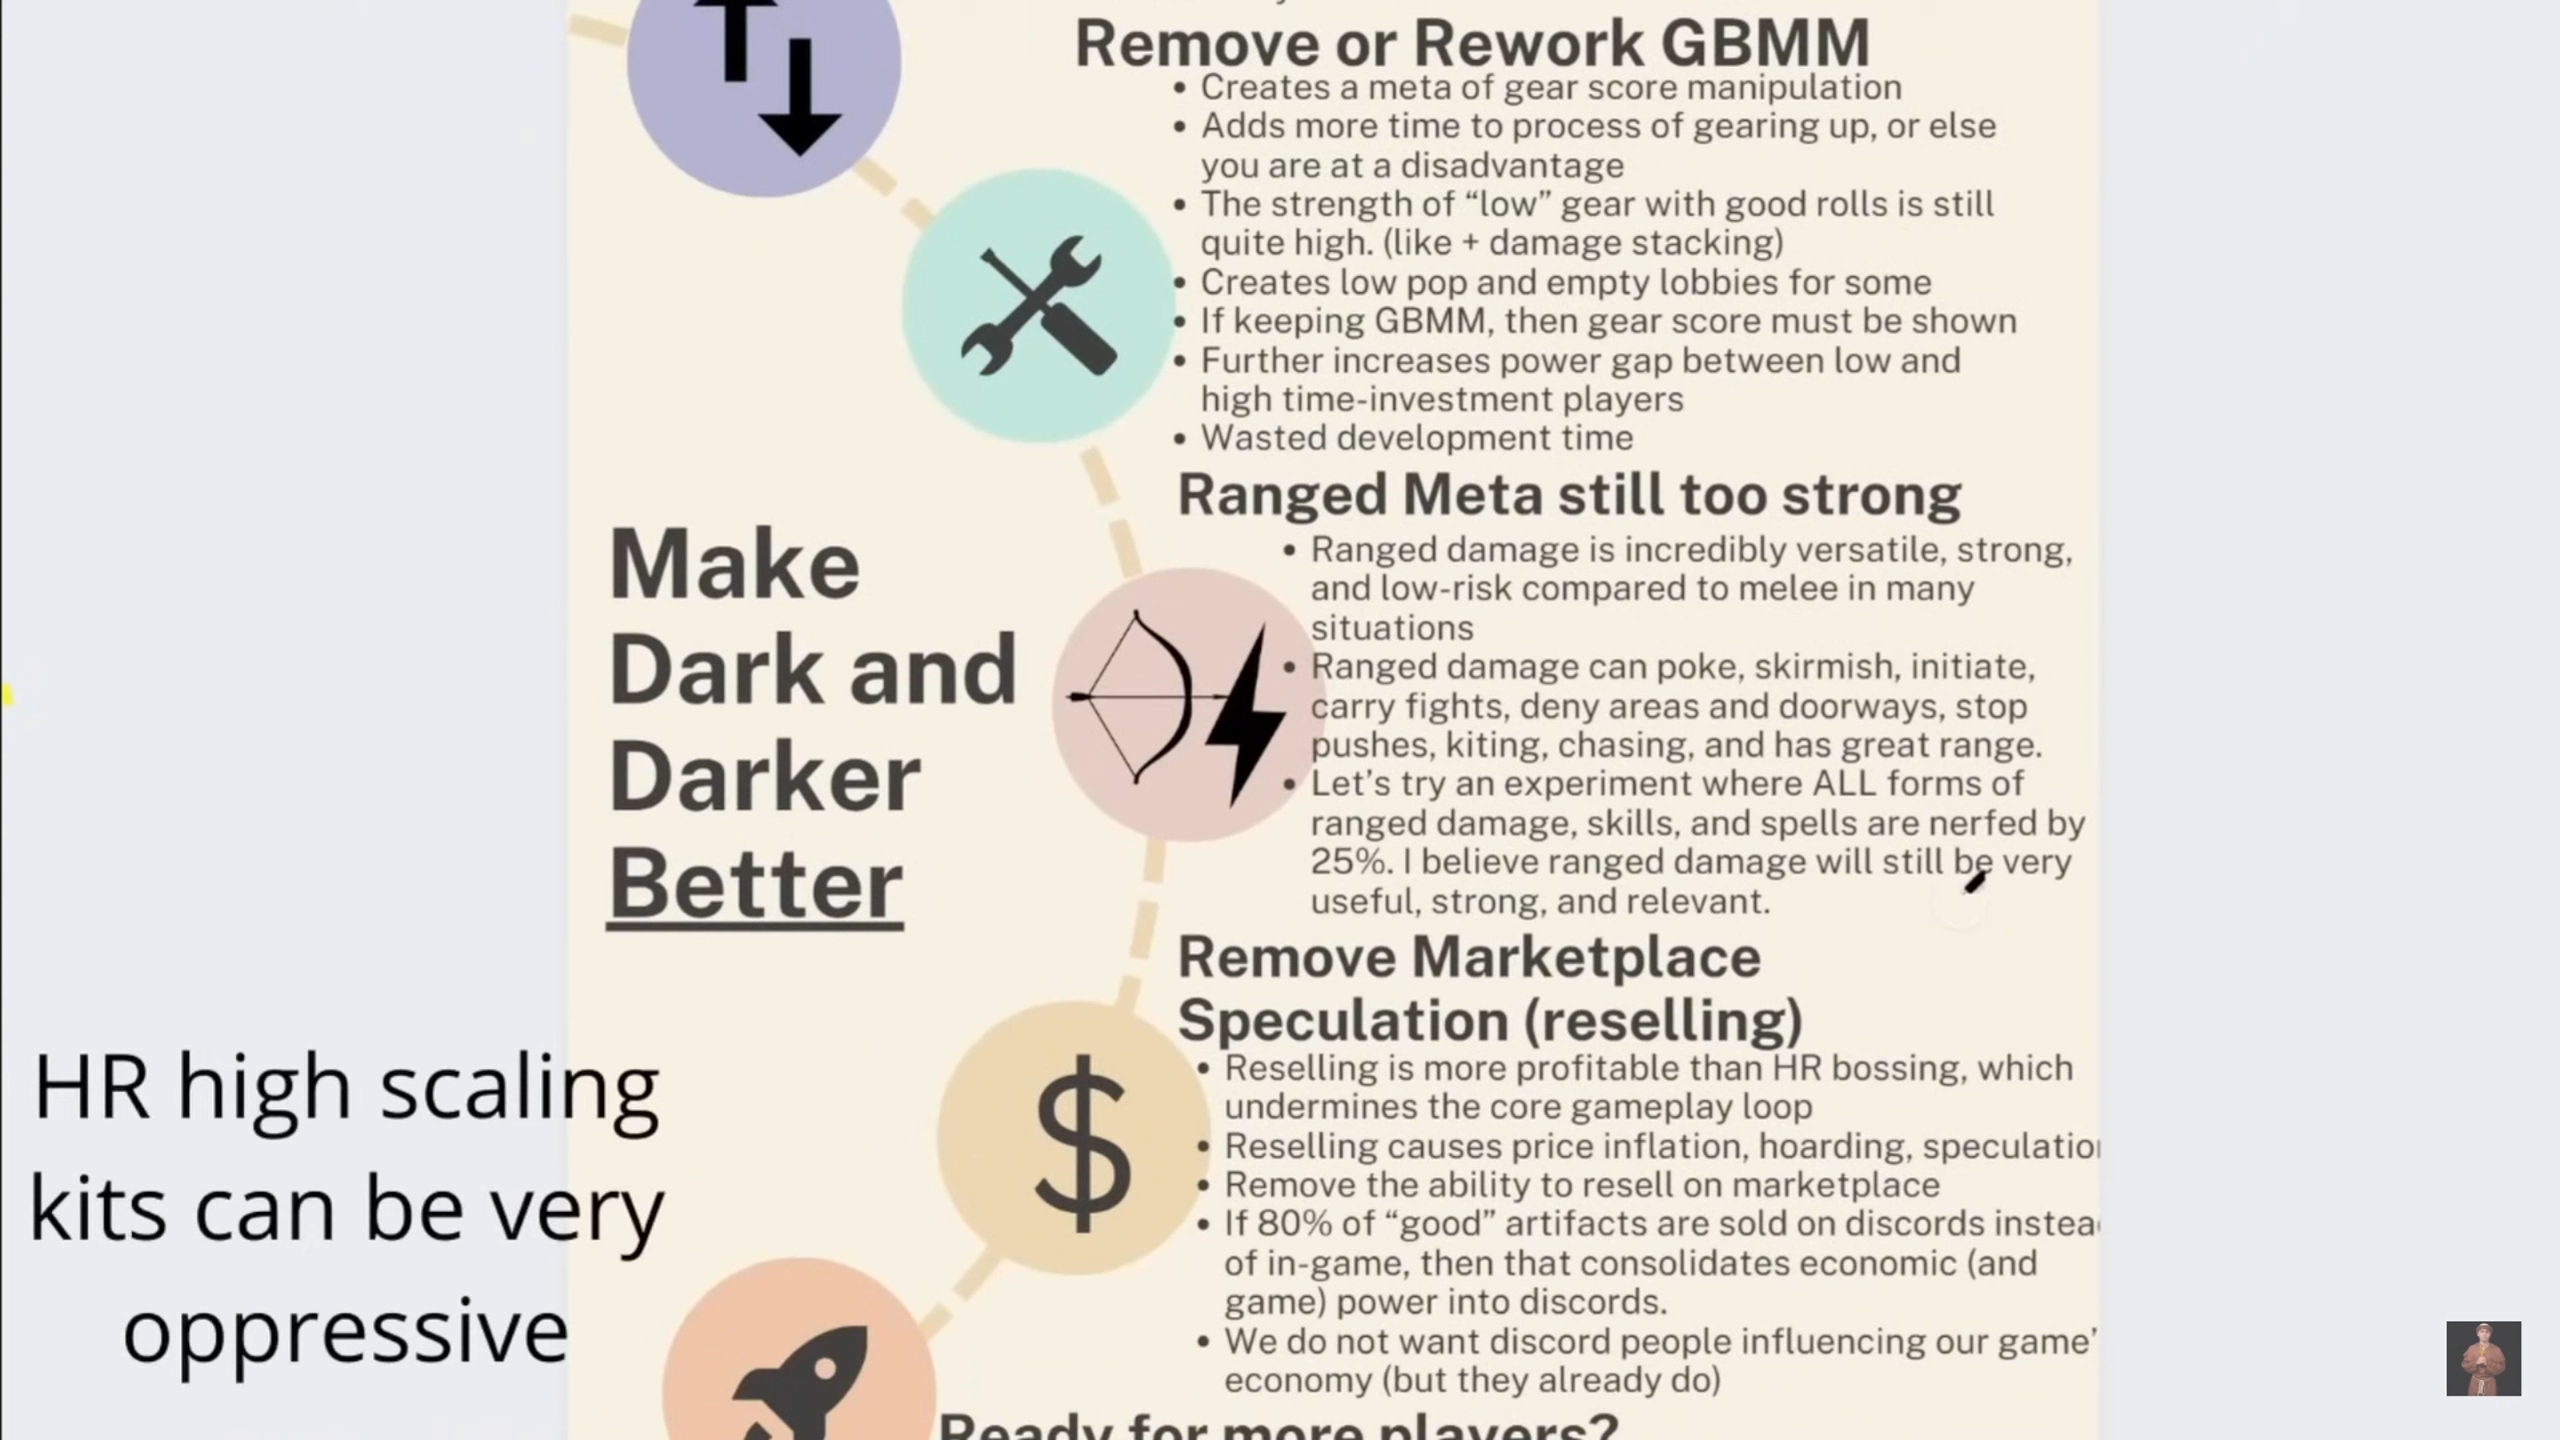 Remove or Rework GBMM
• Creates a meta of gear score manipulation
• Adds more time to process of gearing up, or else
you are at a disadvantage
• The strength of “low” gear with good rolls is still
quite high. (like + damage stacking)
• Creates low pop and empty lobbies for some
• If keeping GBMM, then gear score must be shown
• Further increases power gap between low and
high time-investment players
• Wasted development time
Ranged Meta still too strong
• Ranged damage is incredibly versatile, strong,
and low-risk compared to melee in many
situations
• Ranged damage can poke, skirmish, initiate,
carry fights, deny areas and doorways, stop
pushes, kiting, chasing, and has great range.
• Let’s try an experiment where ALL forms of
ranged damage, skills, and spells are nerfed by
25%. I believe ranged damage will still be very
useful, strong, and relevant.
Make
Dark and
Darker
Better
Remove Marketplace
Speculation (reselling)
• Reselling is more profitable than HR bossing, which
undermines the core gameplay loop
• Reselling causes price inflation, hoarding, speculatio
• Remove the ability to resell on marketplace
• If 80% of “good” artifacts are sold on discords instea
of in-game, then that consolidates economic (and
game) power into discords.
• We do not want discord people influencing our game’
economy (but they already do)
HR high scaling
kits can be very
oppressive
Ready for more players?